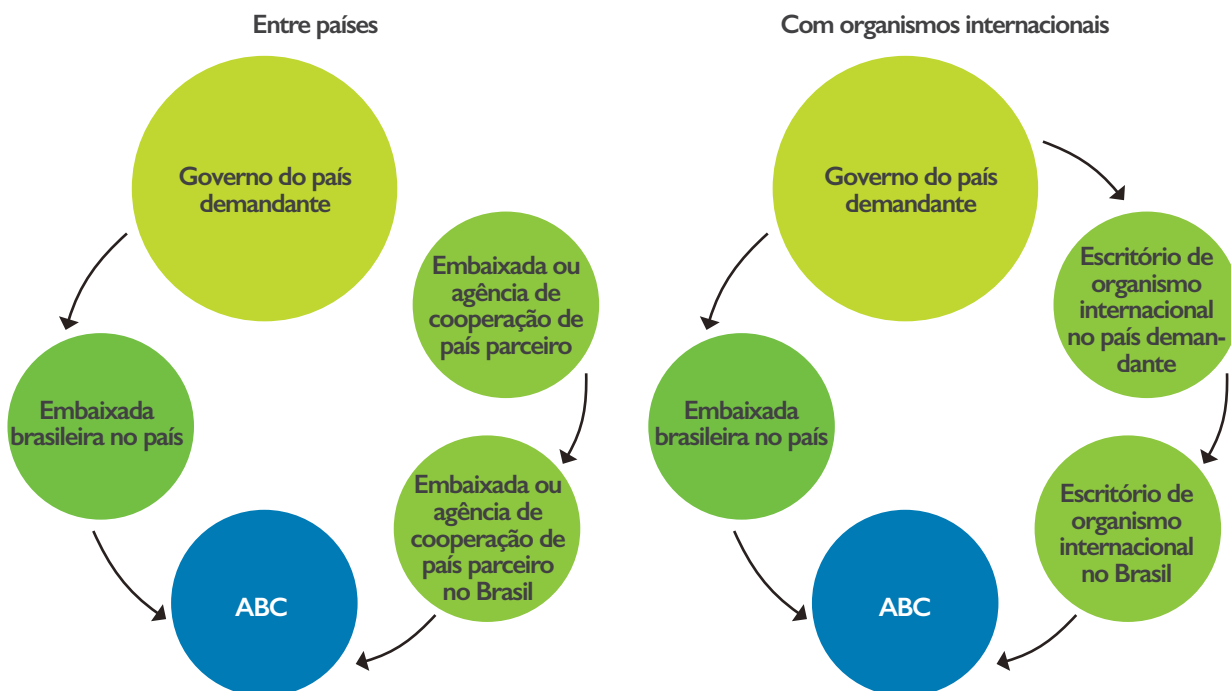 Entre países
Governo do país
demandante
Embaixada ou
agência de
cooperação de
país parceiro
Embaixada
brasileira no país
Embaixada ou
agência de
cooperação de
país parceiro
no Brasil
ABC
Com organismos internacionais
Governo do país
demandante
Escritório de
organismo
internacional
no país deman-
dante
Embaixada
brasileira no país
Escritório de
organismo
internacional
no Brasil
ABC